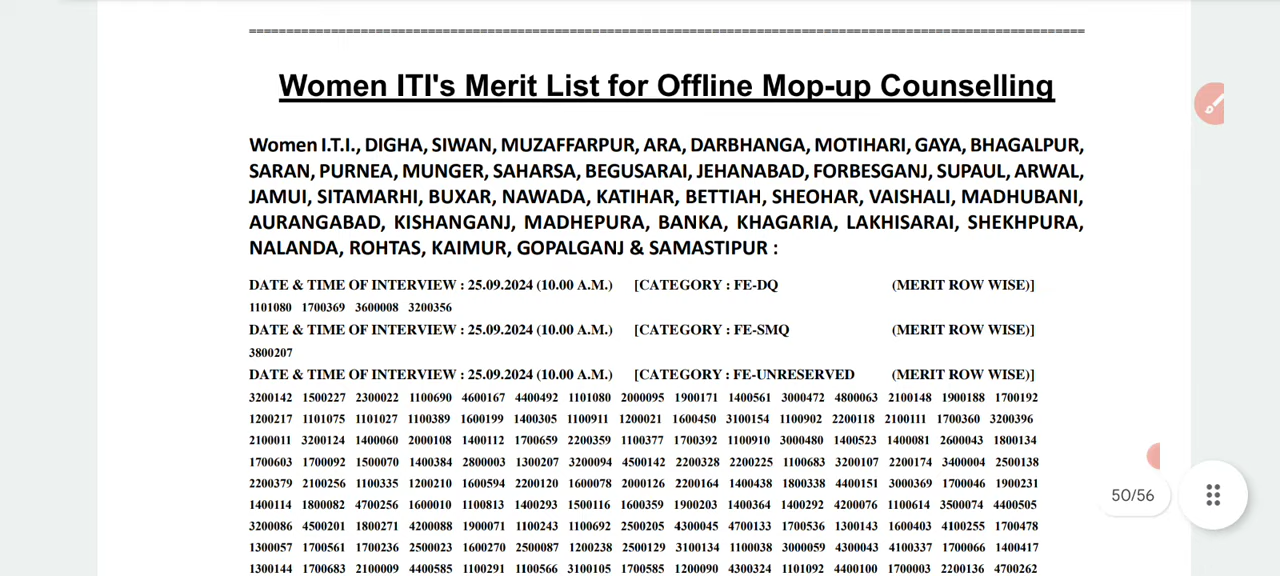 Women ITI's Merit List for Offline Mop-up Counselling
Women I.T.I., DIGHA, SIWAN, MUZAFFARPUR, ARA, DARBHANGA, MOTIHARI, GAYA, BHAGALPUR,
SARAN, PURNEA, MUNGER, SAHARSA, BEGUSARAI, JEHANABAD, FORBESGANJ, SUPAUL, ARWAL,
JAMUI, SITAMARHI, BUXAR, NAWADA, KATIHAR, BETTIAH, SHEOHAR, VAISHALI, MADHUBANI,
AURANGABAD, KISHANGANJ, MADHEPURA, BANKA, KHAGARIA, LAKHISARAI, SHEKHPURA,
NALANDA, ROHTAS, KAIMUR, GOPALGANJ & SAMASTIPUR :
DATE & TIME OF INTERVIEW : 25.09.2024 (10.00 A.M.) [CATEGORY : FE-DQ (MERIT ROW WISE)]
1101080 1700369 3600008 3200356
DATE & TIME OF INTERVIEW : 25.09.2024 (10.00 A.M.) [CATEGORY : FE-SMQ (MERIT ROW WISE)]
3800207
DATE & TIME OF INTERVIEW : 25.09.2024 (10.00 A.M.) [CATEGORY : FE-UNRESERVED (MERIT ROW WISE)]
3200142 1500227 2300022 1100690 4600167 4400492 1101080 2000095 1900171 1400561 3000472 4800063 2100148 1900188 1700192
1200217 1101075 1101027 1100389 1600199 1400305 1100911 1200021 1600450 3100154 1100902 2200118 2100111 1700360 3200396
2100011 3200124 1400060 2000108 1400112 1700659 2200359 1100377 1700392 1100910 3000480 1400523 1400081 2600043 1800134
1700603 1700092 1500070 1400384 2800003 1300207 3200094 4500142 2200328 2200225 1100683 3200107 2200174 3400004 2500138
2200379 2100256 1100335 1200210 1600594 2200120 1600078 2000126 2200164 1400438 1800338 4400151 3000369 1700046 1900231
1400114 1800082 4700256 1600010 1100813 1400293 1500116 1600359 1900203 1400364 1400292 4200076 1100614 3500074 4400505
3200086 4500201 1800271 4200088 1900071 1100243 1100692 2500205 4300045 4700133 1700536 1300143 1600403 4100255 1700478
1300057 1700561 1700236 2500023 1600270 2500087 1200238 2500129 3100134 1100038 3000059 4300043 4100337 1700066 1400417
1300144 1700683 2100009 4400585 1100291 1100566 3100105 1700585 1200090 4300324 1101092 4400100 1700003 2200136 4700262
50/56